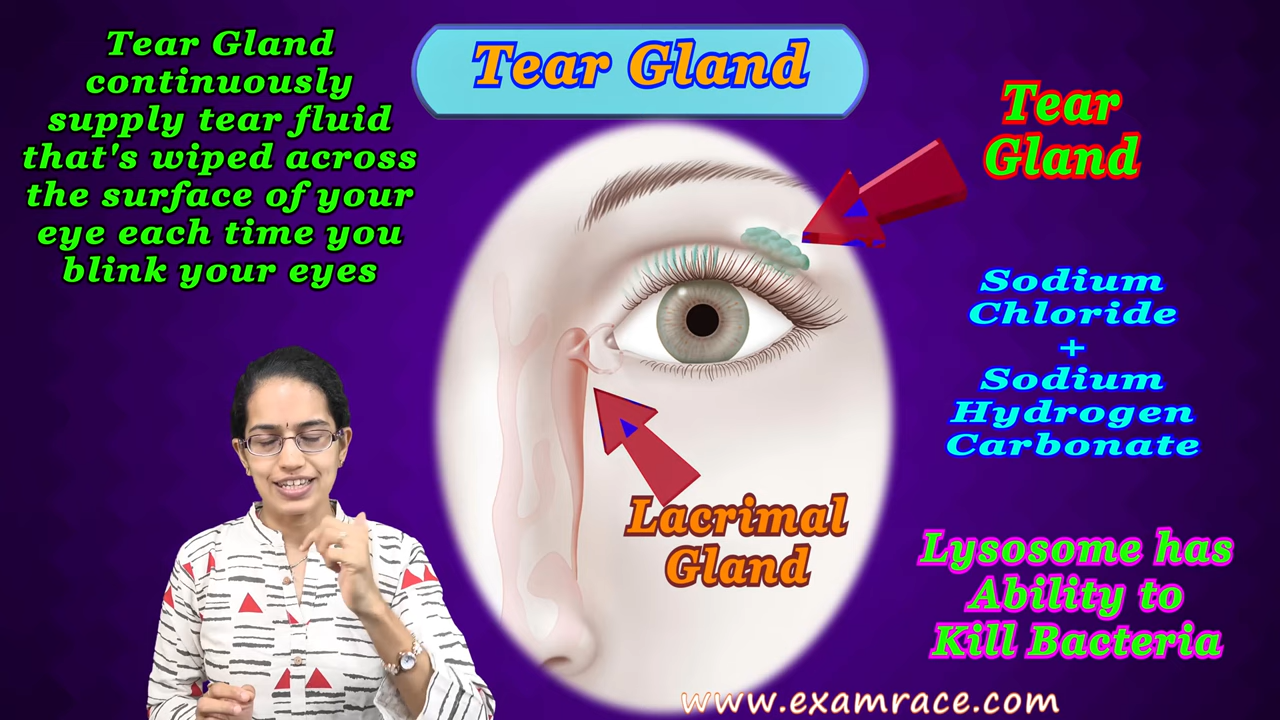 Tear Gland
continuously
supply tear fluid
that's wiped across
the surface of your
eye each time you
blink your eyes
Tear Gland
Tear
Gland
Sodium
Chloride
+
Sodium
Hydrogen
Carbonate
Lacrimal
Gland
Lysosome has
Ability to
Kill Bacteria
www.examrace.com